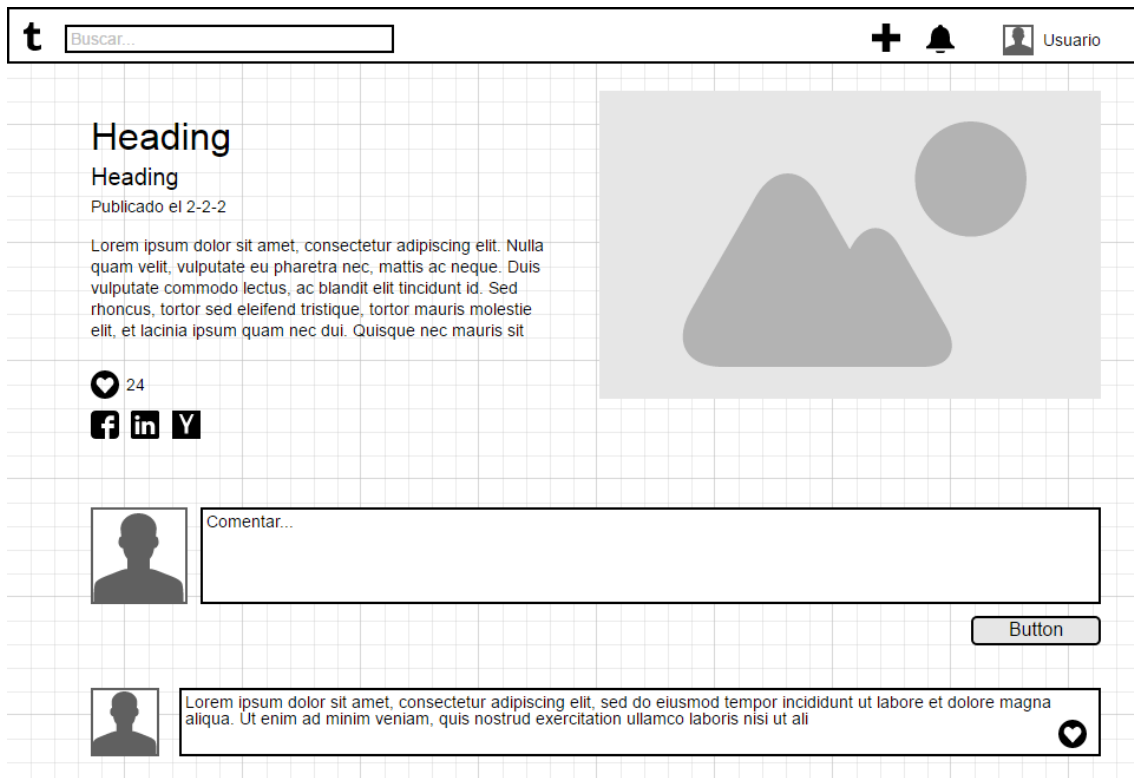 t
Buscar...
Usuario
Heading
Heading
Publicado el 2-2-2
Lorem ipsum dolor sit amet, consectetur adipiscing elit. Nulla
quam velit, vulputate eu pharetra nec, mattis ac neque. Duis
vulputate commodo lectus, ac blandit elit tincidunt id. Sed
rhoncus, tortor sed eleifend tristique, tortor mauris molestie
elit, et lacinia ipsum quam nec dui. Quisque nec mauris sit
24
f in Y
Comentar...
Button
Lorem ipsum dolor sit amet, consectetur adipiscing elit, sed do eiusmod tempor incididunt ut labore et dolore magna
aliqua. Ut enim ad minim veniam, quis nostrud exercitation ullamco laboris nisi ut ali